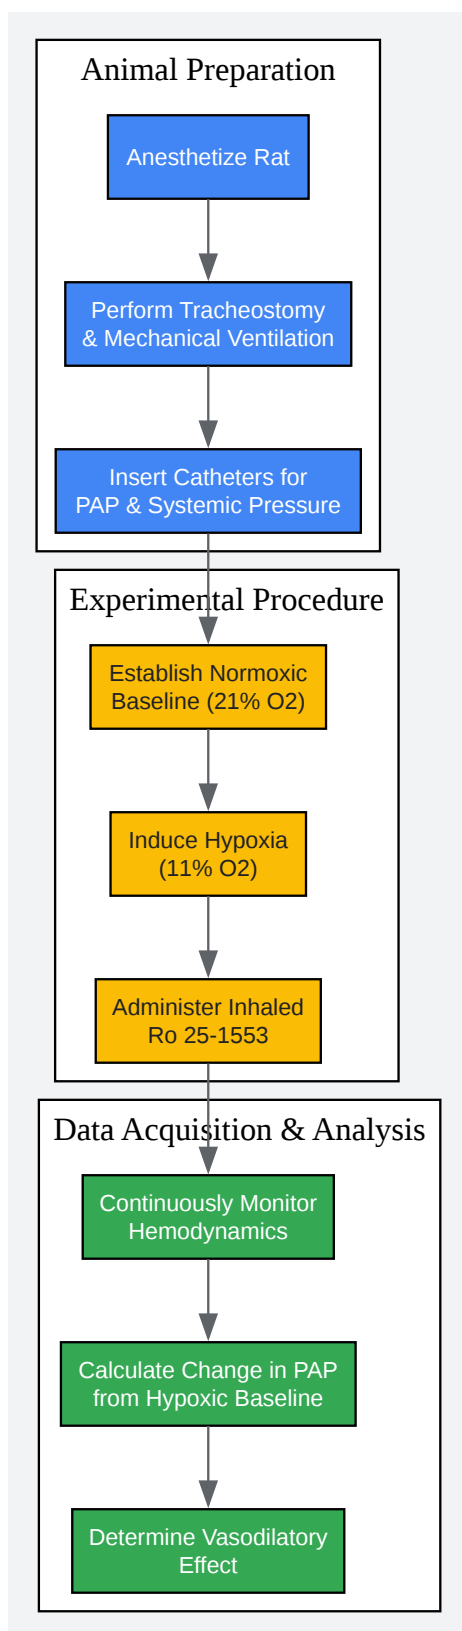 Animal Preparation
Anesthetize Rat
Perform Tracheostomy
& Mechanical Ventilation
Insert Catheters for
PAP & Systemic Pressure
Experimental Procedure
Establish Normoxic
Baseline (21% O2)
Induce Hypoxia
(11% O2)
Administer Inhaled
Ro 25-1553
Data Acquisition & Analysis
Continuously Monitor
Hemodynamics
Calculate Change in PAP
from Hypoxic Baseline
Determine Vasodilatory
Effect